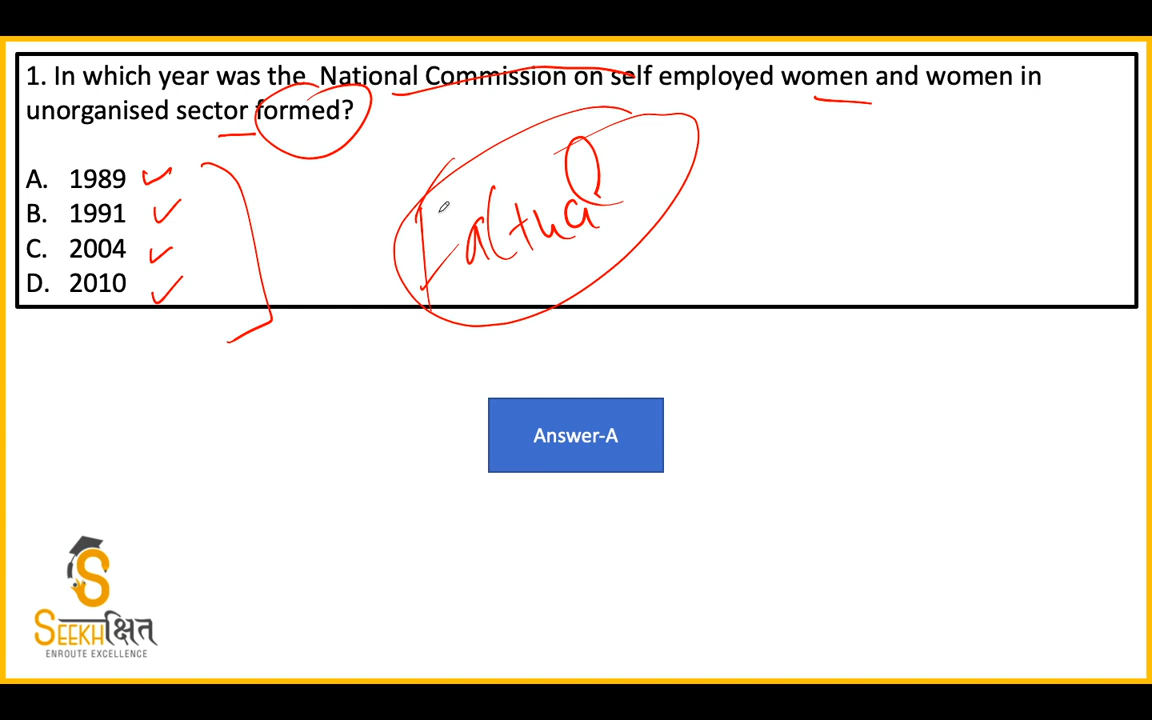 1. In which year was the National Commission on self employed women and women in
unorganised sector formed?
A. 1989
B. 1991
C. 2004
D. 2010
Factual
Answer-A
SEEKHक्षित
ENROUTE EXCELLENCE